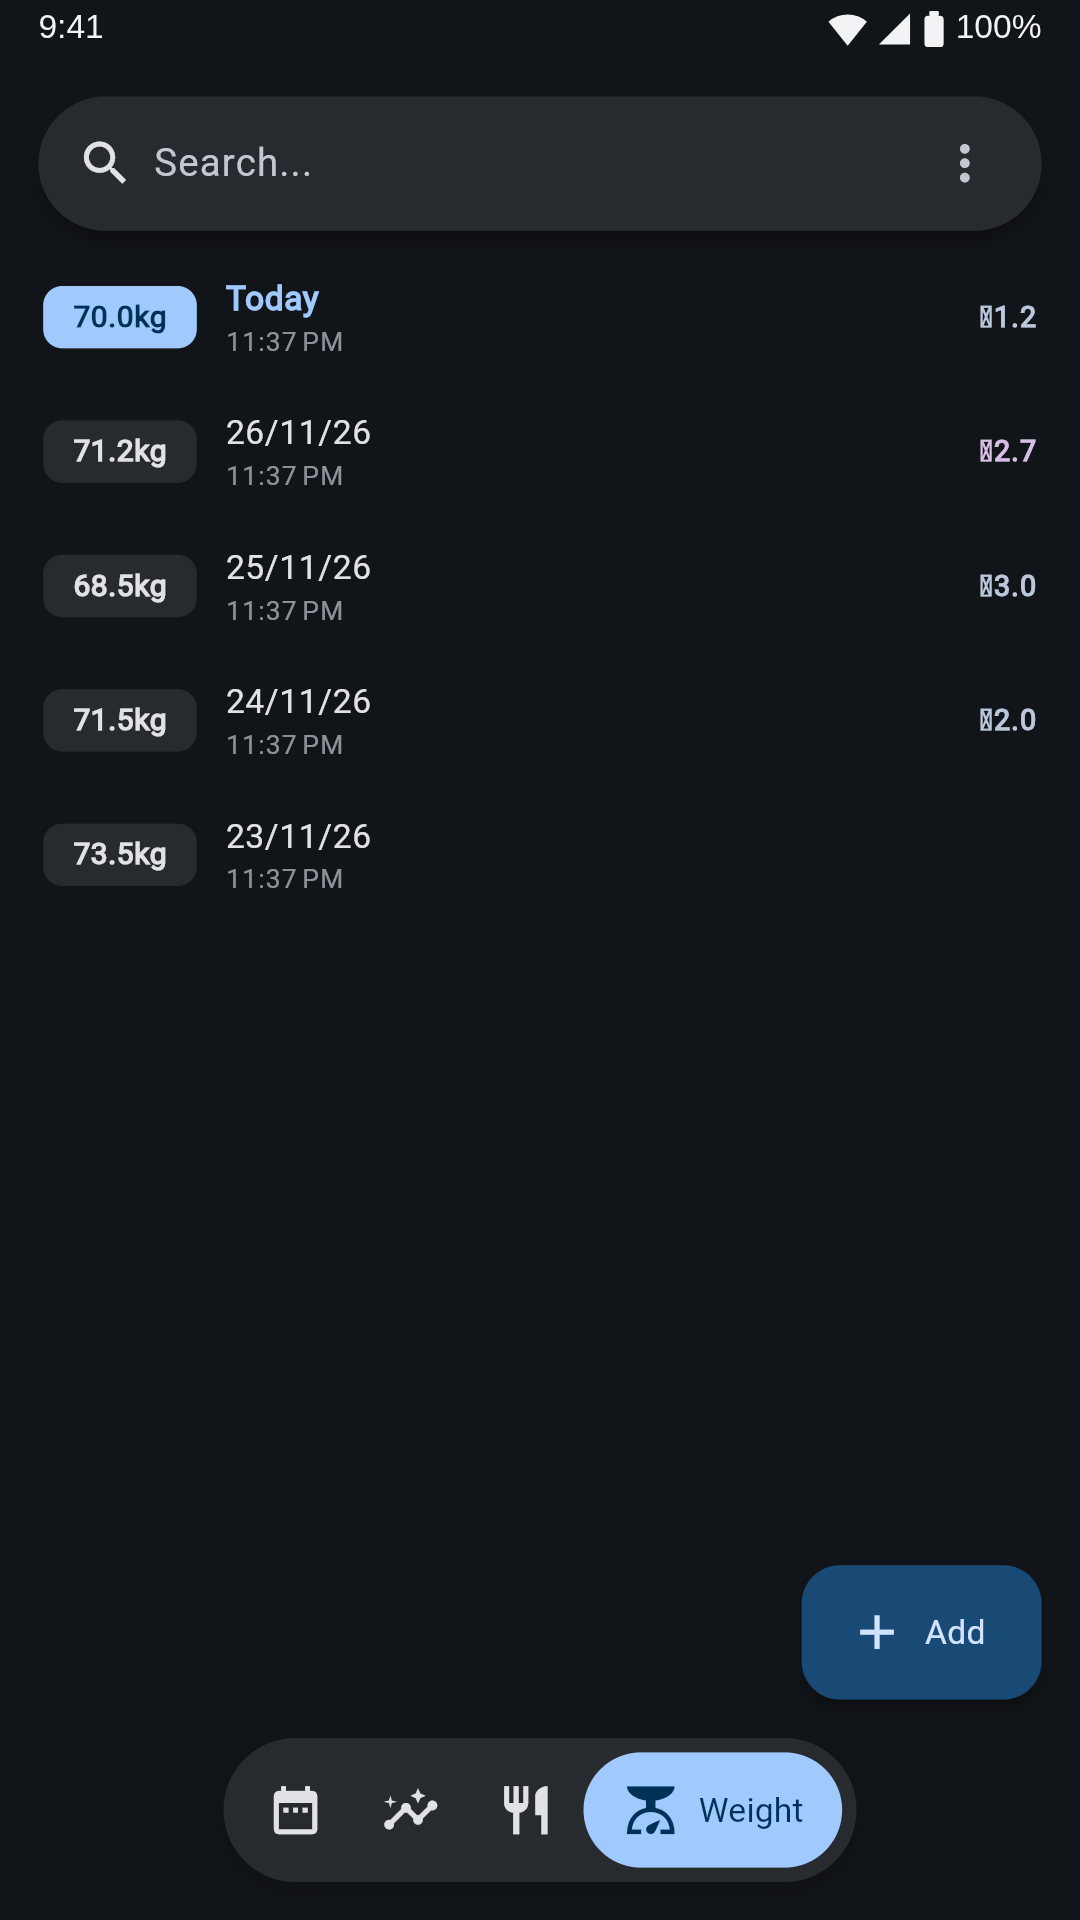 9:41
100%
Search...
70.0kg
Today
11:37 PM
1.2
71.2kg
26/11/26
11:37 PM
2.7
68.5kg
25/11/26
11:37 PM
3.0
71.5kg
24/11/26
11:37 PM
2.0
73.5kg
23/11/26
11:37 PM
Add
Weight